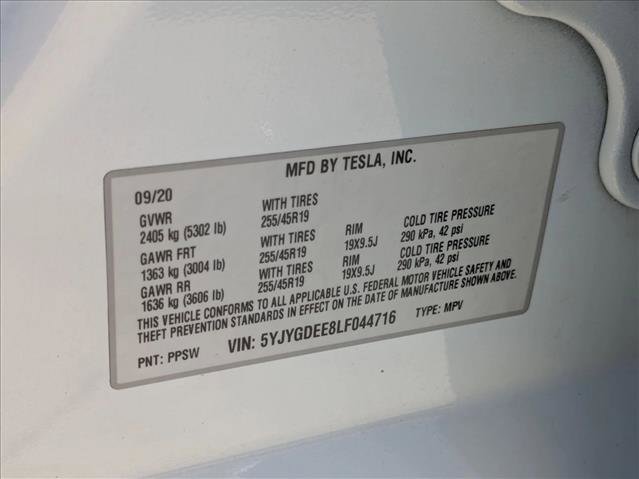 MFD BY TESLA, INC.
09/20
GVWR WITH TIRES
2405 kg (5302 lb) 255/45R19 RIM COLD TIRE PRESSURE
GAWR FRT WITH TIRES 19X9.5J 290 kPa, 42 psi
1363 kg (3004 lb) 255/45R19 RIM COLD TIRE PRESSURE
GAWR RR WITH TIRES 19X9.5J 290 kPa, 42 psi
1636 kg (3606 lb) 255/45R19
THIS VEHICLE CONFORMS TO ALL APPLICABLE U.S. FEDERAL MOTOR VEHICLE SAFETY AND
THEFT PREVENTION STANDARDS IN EFFECT ON THE DATE OF MANUFACTURE SHOWN ABOVE.
PNT: PPSW VIN: 5YJYGDEE8LF044716 TYPE: MPV